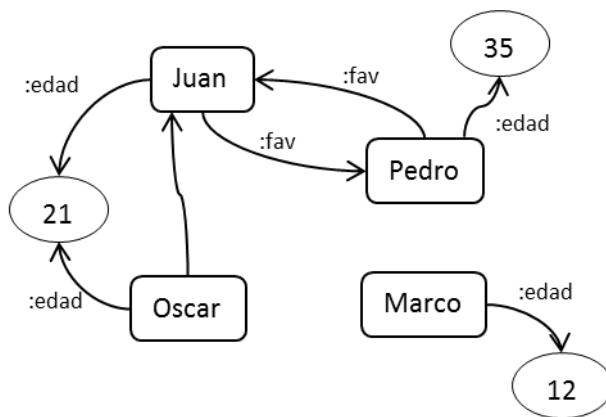 35
:fav
:edad
Juan
:fav
:edad
Pedro
21
:edad
Oscar
Marco
:edad
12